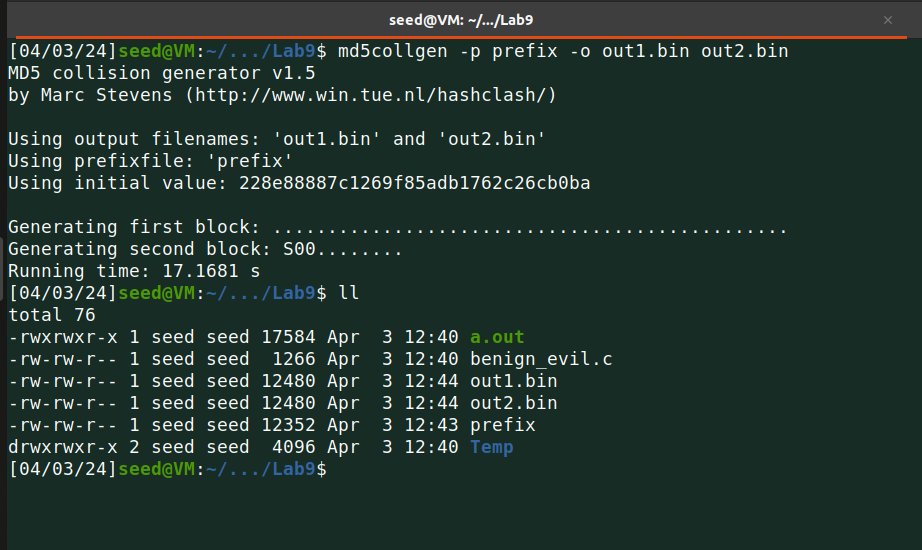 seed@VM: ~/.../Lab9
[04/03/24]seed@VM:~/.../Lab9$ md5collgen -p prefix -o out1.bin out2.bin
MD5 collision generator v1.5
by Marc Stevens (http://www.win.tue.nl/hashclash/)
Using output filenames: 'out1.bin' and 'out2.bin'
Using prefixfile: 'prefix'
Using initial value: 228e88887c1269f85adb1762c26cb0ba
Generating first block: ...............................................
Generating second block: S00........
Running time: 17.1681 s
[04/03/24]seed@VM:~/.../Lab9$ ll
total 76
-rwxrwxr-x 1 seed seed 17584 Apr  3 12:40 a.out
-rw-rw-r-- 1 seed seed  1266 Apr  3 12:40 benign_evil.c
-rw-rw-r-- 1 seed seed 12480 Apr  3 12:44 out1.bin
-rw-rw-r-- 1 seed seed 12480 Apr  3 12:44 out2.bin
-rw-rw-r-- 1 seed seed 12352 Apr  3 12:43 prefix
drwxrwxr-x 2 seed seed  4096 Apr  3 12:40 Temp
[04/03/24]seed@VM:~/.../Lab9$